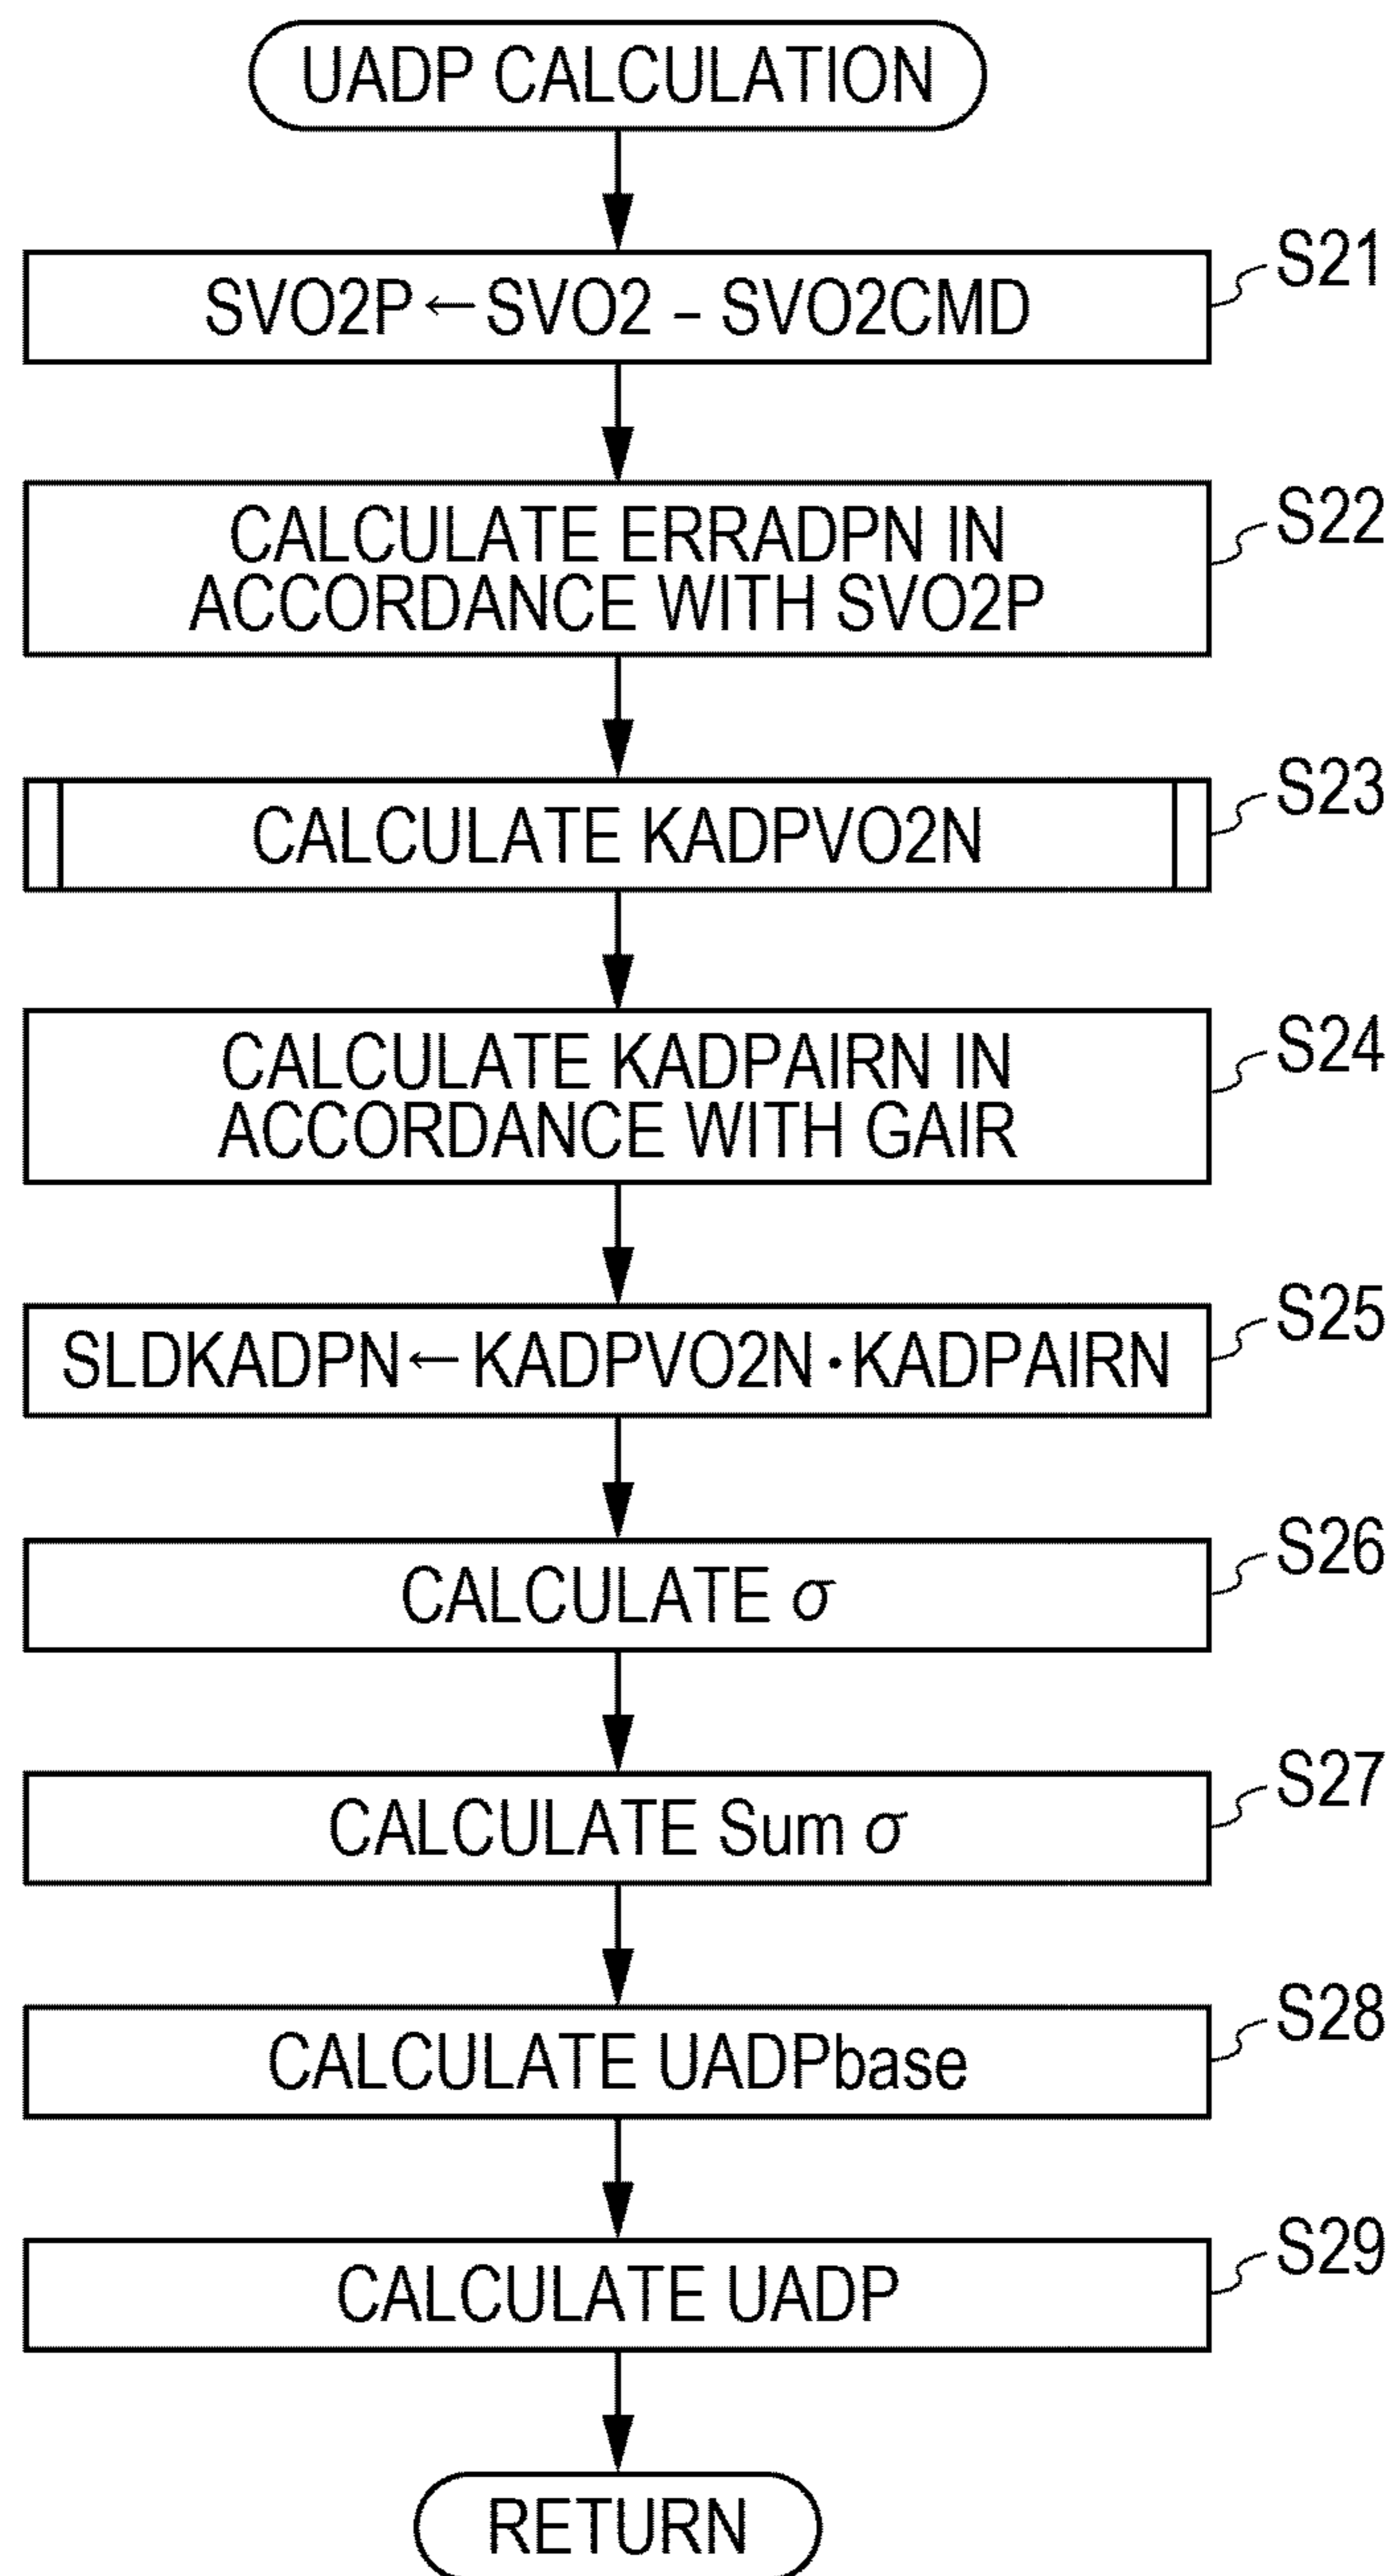 UADP CALCULATION
S21
SVO2P←SVO2 – SVO2CMD
S22
CALCULATE ERRADPN IN
ACCORDANCE WITH SVO2P
S23
CALCULATE KADPVO2N
S24
CALCULATE KADPAIRN IN
ACCORDANCE WITH GAIR
S25
SLDKADPN←KADPVO2N·KADPAIRN
S26
CALCULATE σ
S27
CALCULATE Sum σ
S28
CALCULATE UADPbase
S29
CALCULATE UADP
RETURN